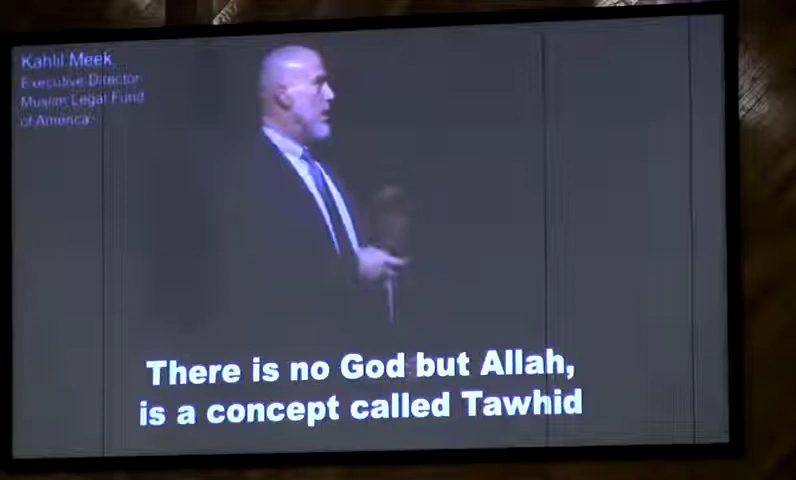 Kahlil Meek
Executive Director
Muslim Legal Fund
of America
There is no God but Allah,
is a concept called Tawhid